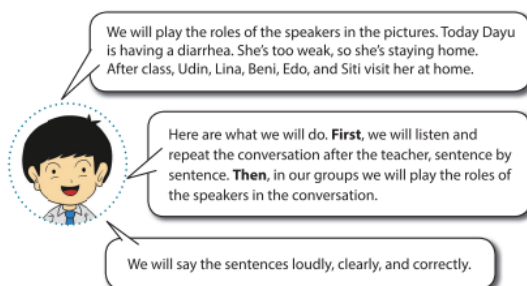 We will play the roles of the speakers in the pictures. Today Dayu
is having a diarrhea. She's too weak, so she's staying home.
After class, Udin, Lina, Beni, Edo, and Siti visit her at home.
Here are what we will do. First, we will listen and
repeat the conversation after the teacher, sentence by
sentence. Then, in our groups we will play the roles of
the speakers in the conversation.
We will say the sentences loudly, clearly, and correctly.